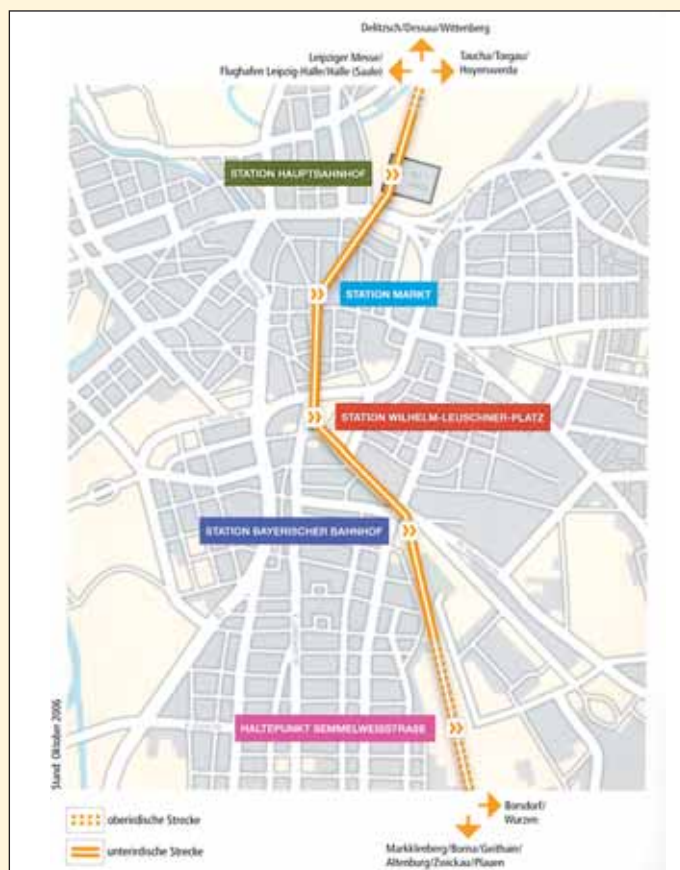 Delitzsch/Dessau/Wittenberg
Leipziger Messe/
Flughafen Leipzig-Halle/Halle (Saale)
Taucha/Torgau/
Hoyerswerda
STATION HAUPTBAHNHOF
STATION MARKT
STATION WILHELM-LEUSCHNER-PLATZ
STATION BAYERISCHER BAHNHOF
HALTEPUNKT SEMMELWEISSTRASSE
Stand: Oktober 2006
oberirdische Strecke
unterirdische Strecke
Borsdorf/
Wurzen
Markkleeberg/Borna/Geithain/
Altenburg/Zwickau/Plauen